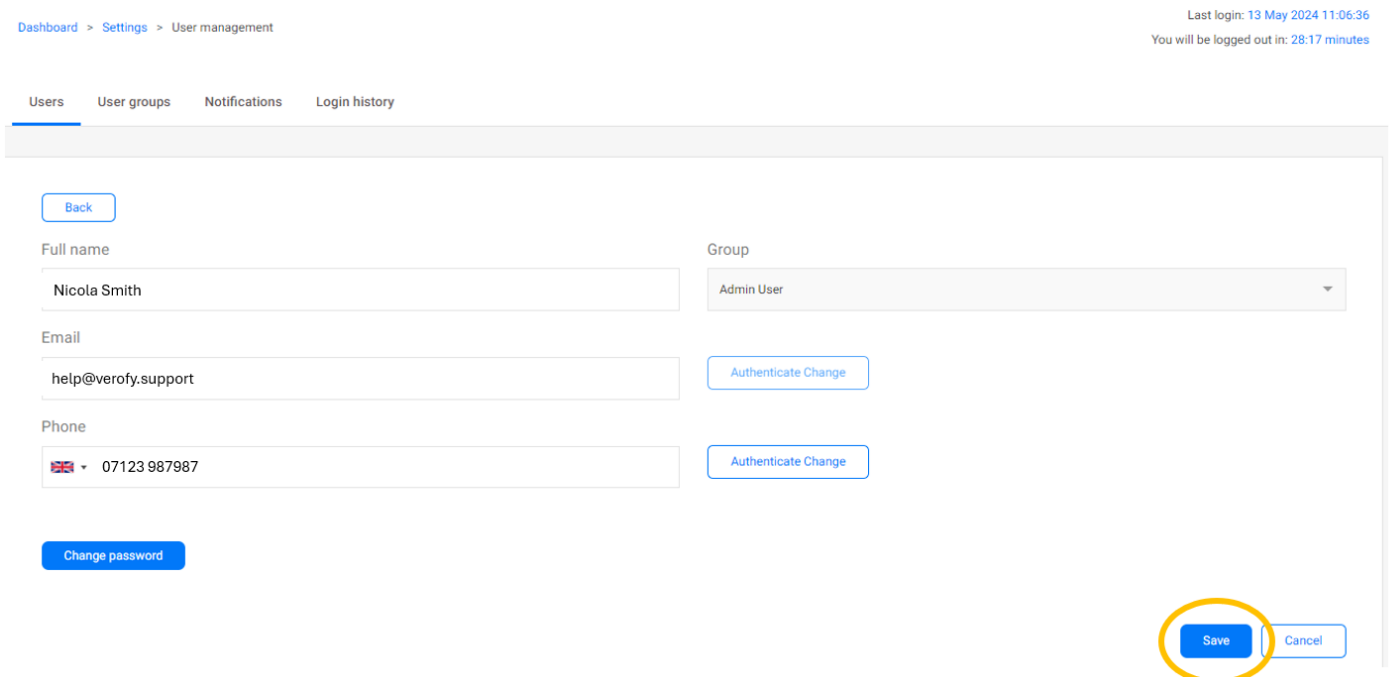 Last login: 13 May 2024 11:06:36
Dashboard > Settings > User management
You will be logged out in: 28:17 minutes
Users User groups Notifications Login history
Back
Full name Group
Nicola Smith Admin User
Email
help@verofy.support Authenticate Change
Phone
07123 987987 Authenticate Change
Change password
Save Cancel